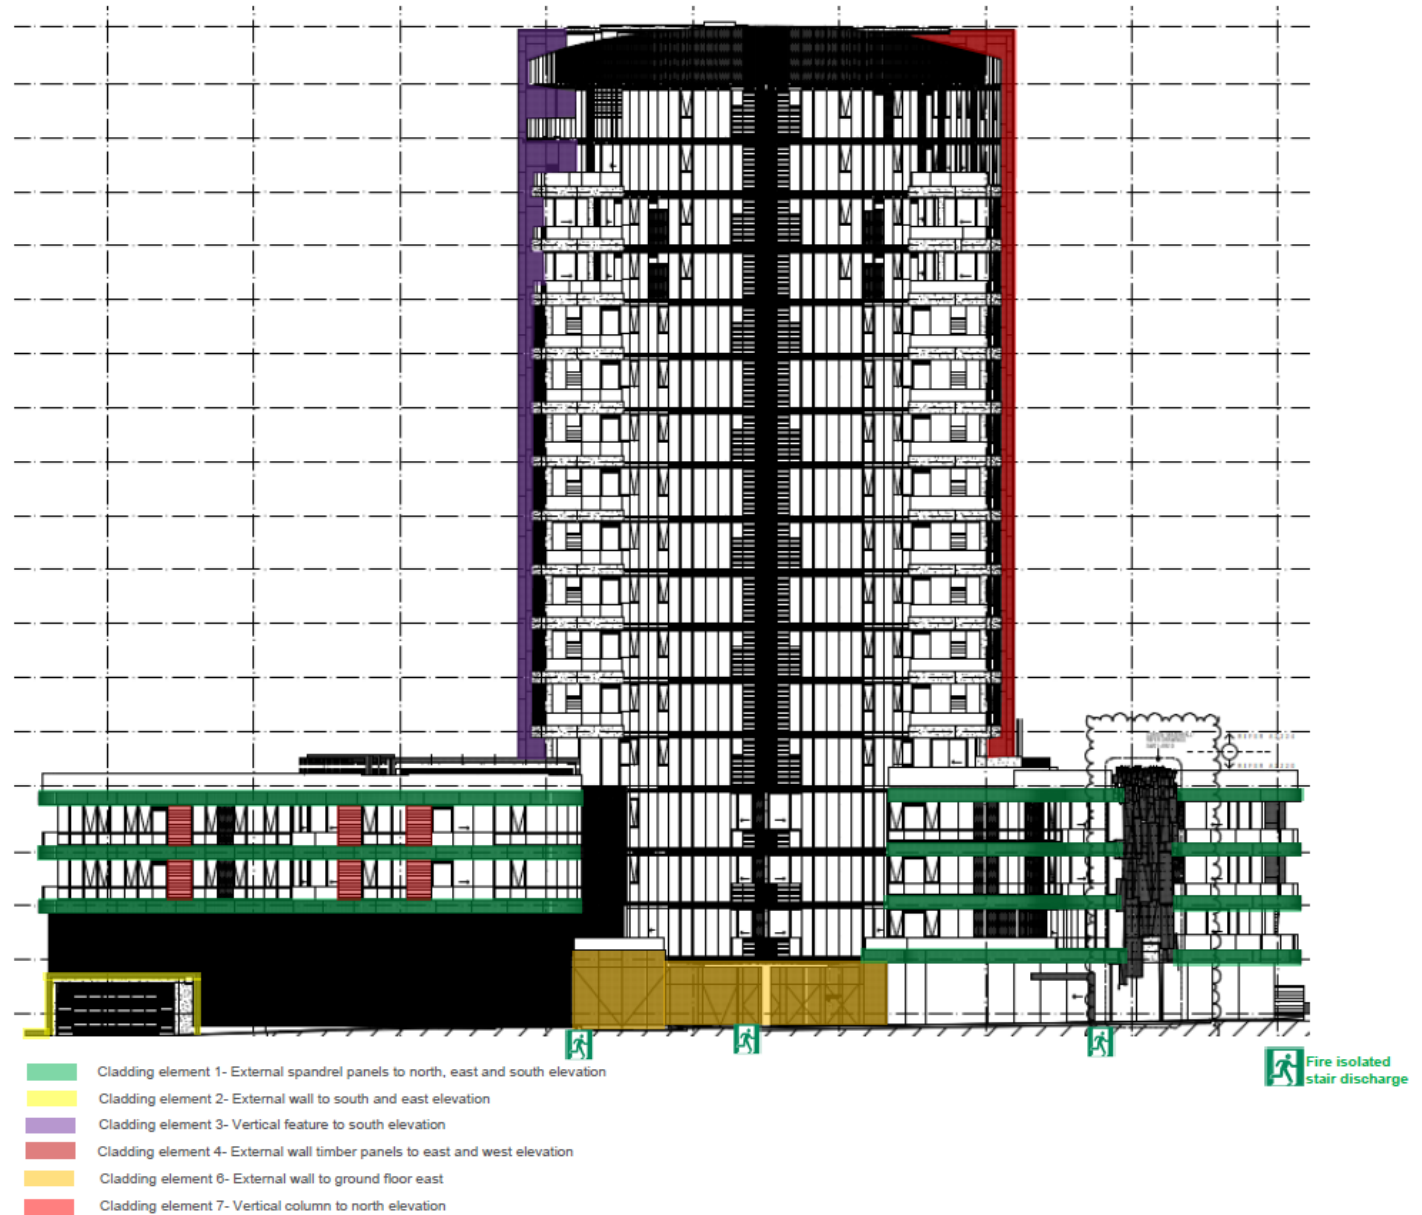 Fire isolated
stair discharge
Cladding element 1- External spandrel panels to north, east and south elevation
Cladding element 2- External wall to south and east elevation
Cladding element 3- Vertical feature to south elevation
Cladding element 4- External wall timber panels to east and west elevation
Cladding element 6- External wall to ground floor east
Cladding element 7- Vertical column to north elevation